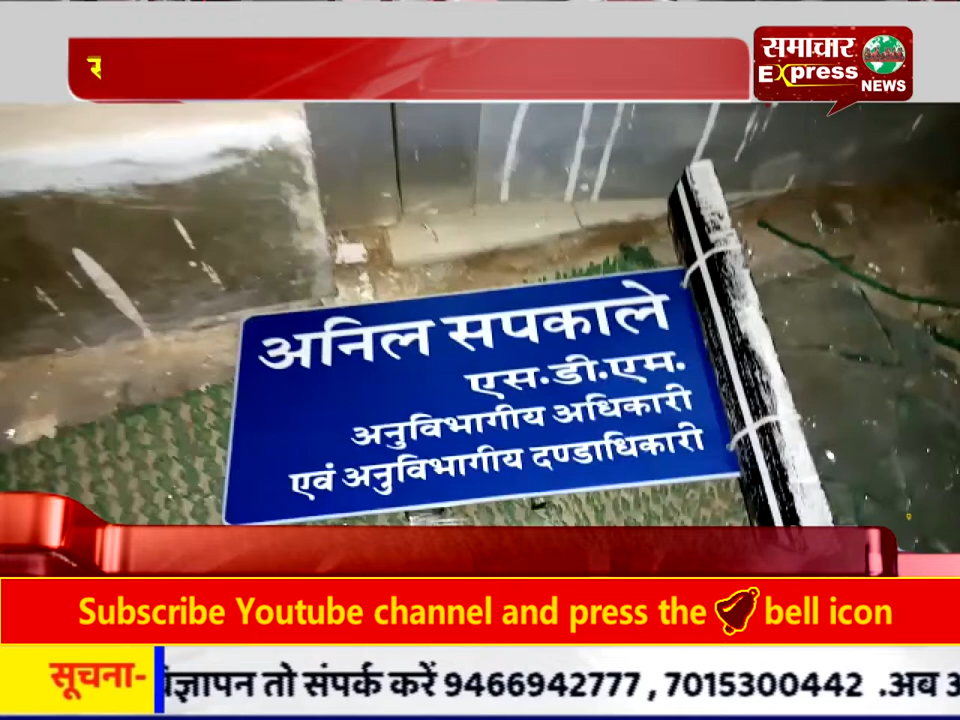 समाचार
Express
NEWS
अनिल सपकाले
एस.डी.एम.
अनुविभागीय अधिकारी
एवं अनुविभागीय दण्डाधिकारी
Subscribe Youtube channel and press the bell icon
सूचना- तो संपर्क करें 9466942777 , 7015300442 .अब